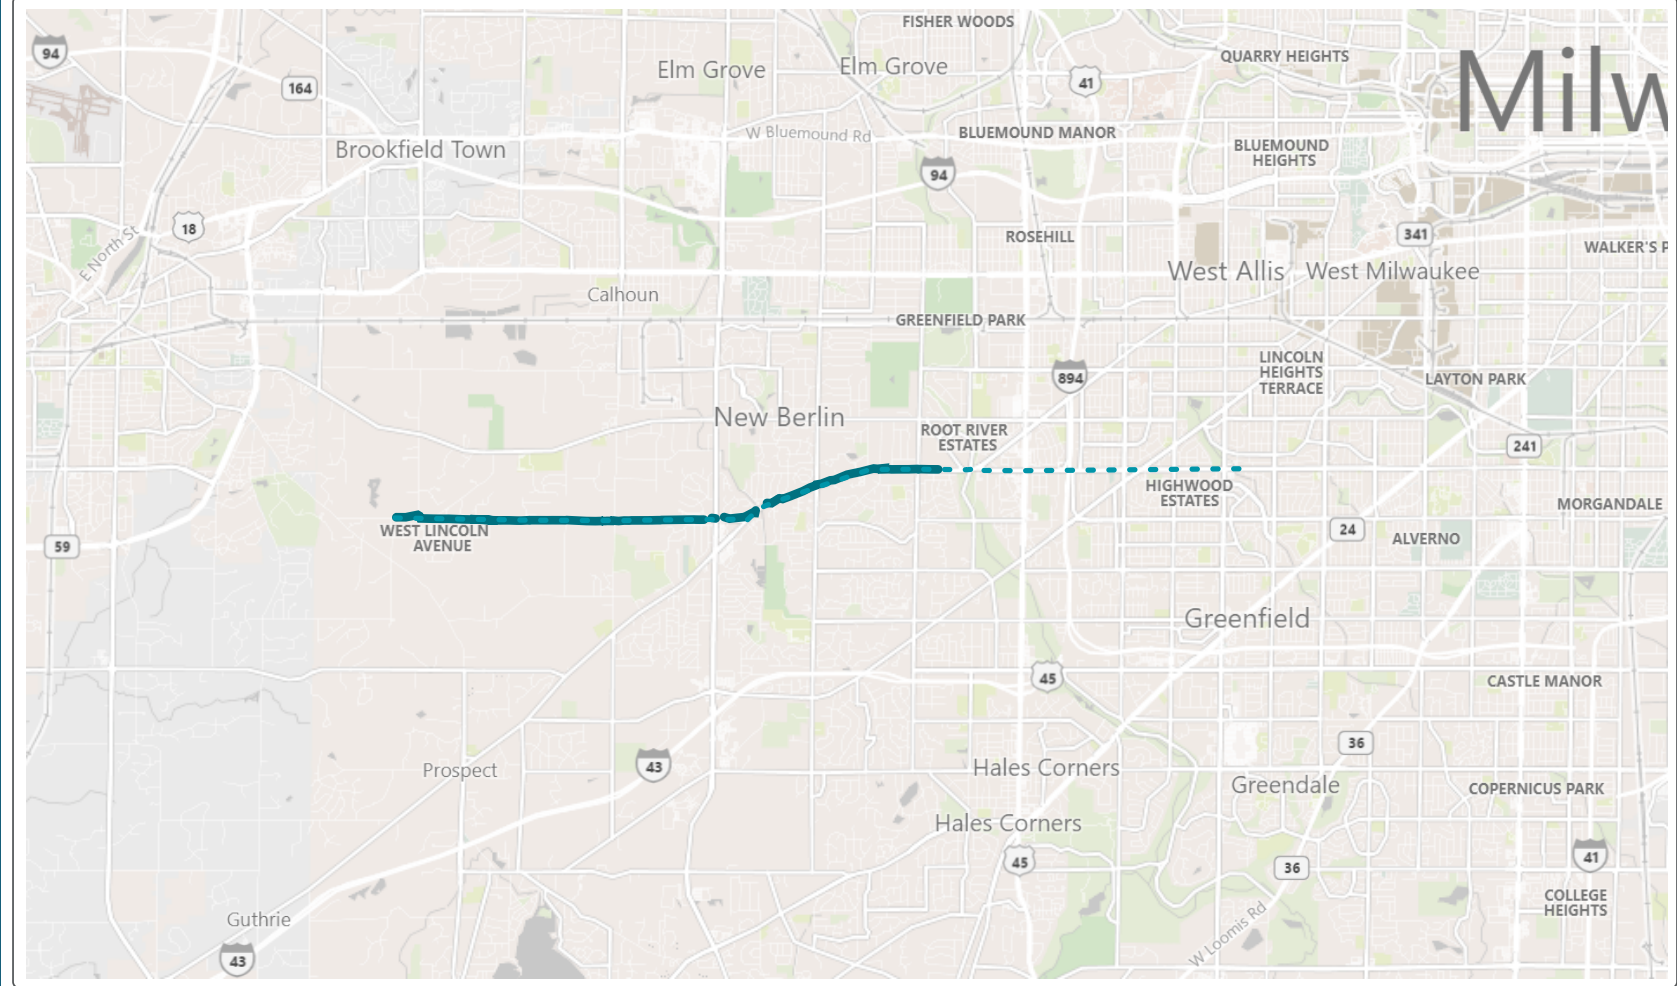 FISHER WOODS
94
Elm Grove
Elm Grove
QUARRY HEIGHTS
164
41
Milw
W Bluemound Rd
BLUEMOUND MANOR
Brookfield Town
BLUEMOUND
HEIGHTS
94
18
E North St
ROSEHILL
341
WALKER'S P
West Allis
West Milwaukee
Calhoun
GREENFIELD PARK
LINCOLN
HEIGHTS
TERRACE
894
LAYTON PARK
New Berlin
ROOT RIVER
ESTATES
241
HIGHWOOD
ESTATES
MORGANDALE
WEST LINCOLN
AVENUE
24
ALVERNO
59
Greenfield
45
CASTLE MANOR
36
43
Prospect
Hales Corners
Greendale
COPERNICUS PARK
Hales Corners
45
41
36
COLLEGE
HEIGHTS
Guthrie
W Loomis Rd
43